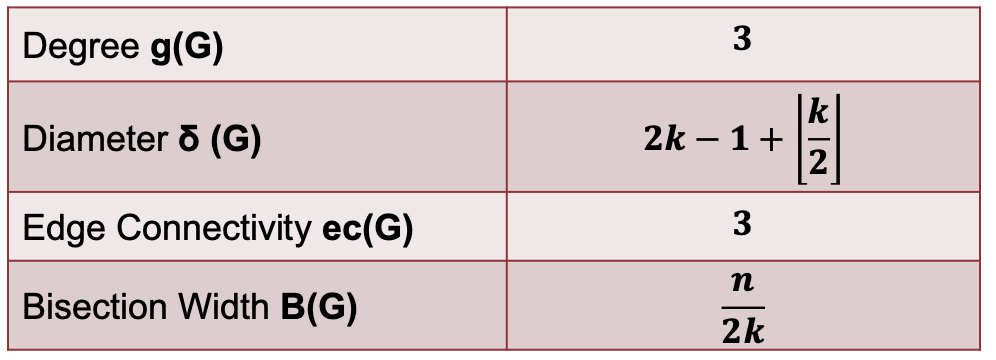 Degree g(G) 3
Diameter δ (G) 2k − 1 + ⌊k/2⌋
Edge Connectivity ec(G) 3
Bisection Width B(G) n/2k